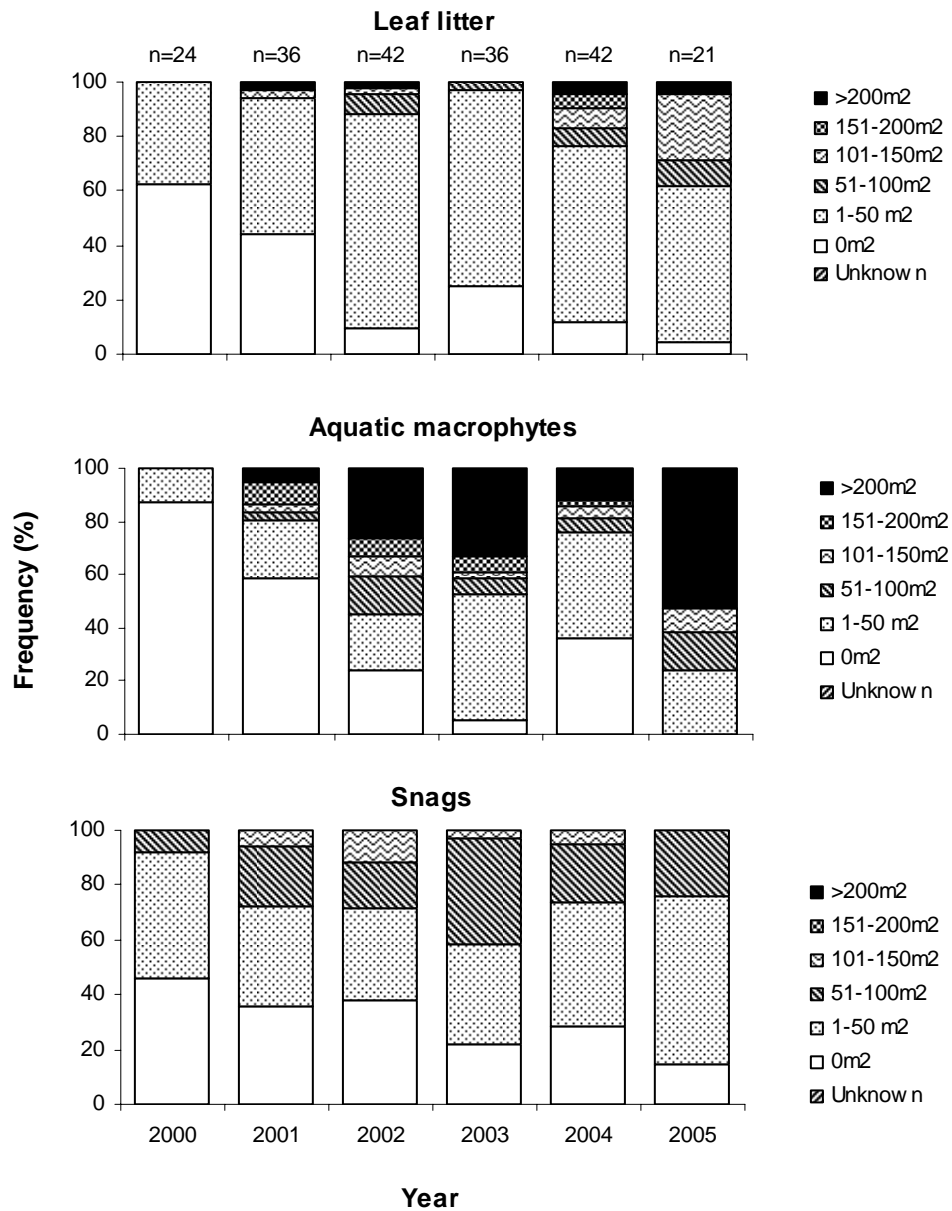 Leaf litter
n=24 n=36 n=42 n=36 n=42 n=21
100
80
60
40
20
0
>200m2
151-200m2
101-150m2
51-100m2
1-50 m2
0m2
Unknow n
Aquatic macrophytes
Frequency (%)
100
80
60
40
20
0
>200m2
151-200m2
101-150m2
51-100m2
1-50 m2
0m2
Unknow n
Snags
100
80
60
40
20
0
>200m2
151-200m2
101-150m2
51-100m2
1-50 m2
0m2
Unknow n
2000 2001 2002 2003 2004 2005
Year